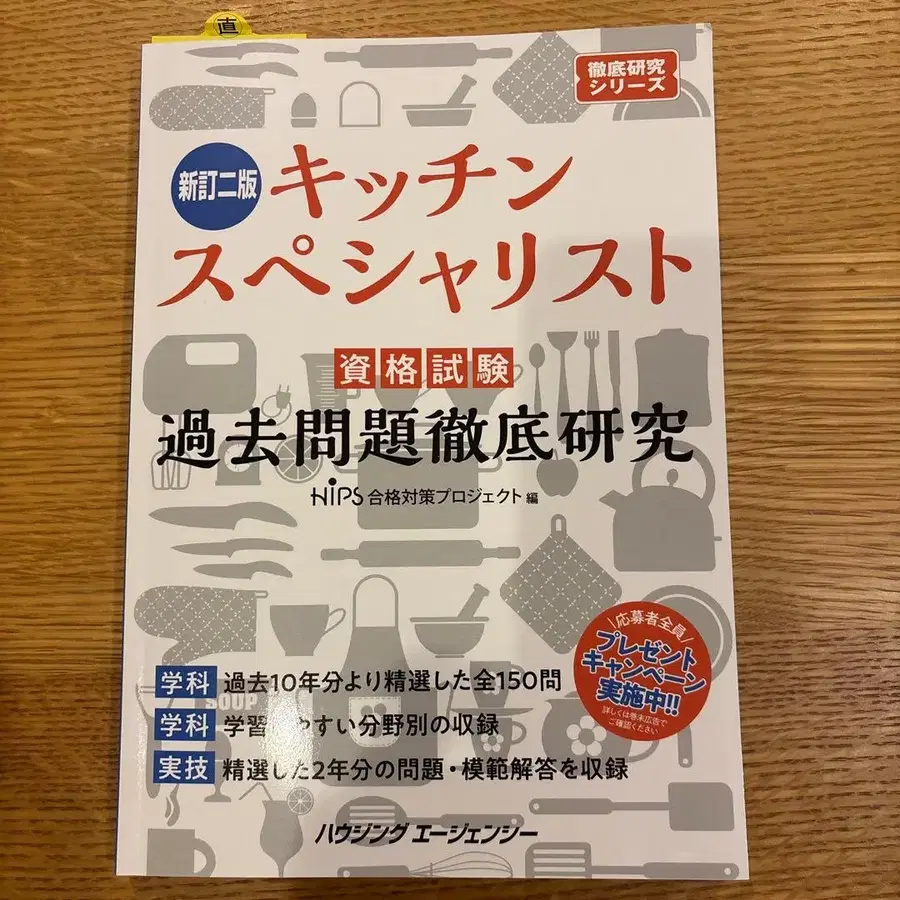 直
徹底研究
シリーズ
新訂二版
キッチン
スペシャリスト
資格試験
過去問題徹底研究
HiPS 合格対策プロジェクト 編
応募者全員
プレゼント
キャンペーン
実施中!!
詳しくは巻末広告で
ご確認ください
学科 過去10年分より精選した全150問
学科 学習しやすい分野別の収録
実技 精選した2年分の問題・模範解答を収録
SOUP
ハウジング エージェンシー